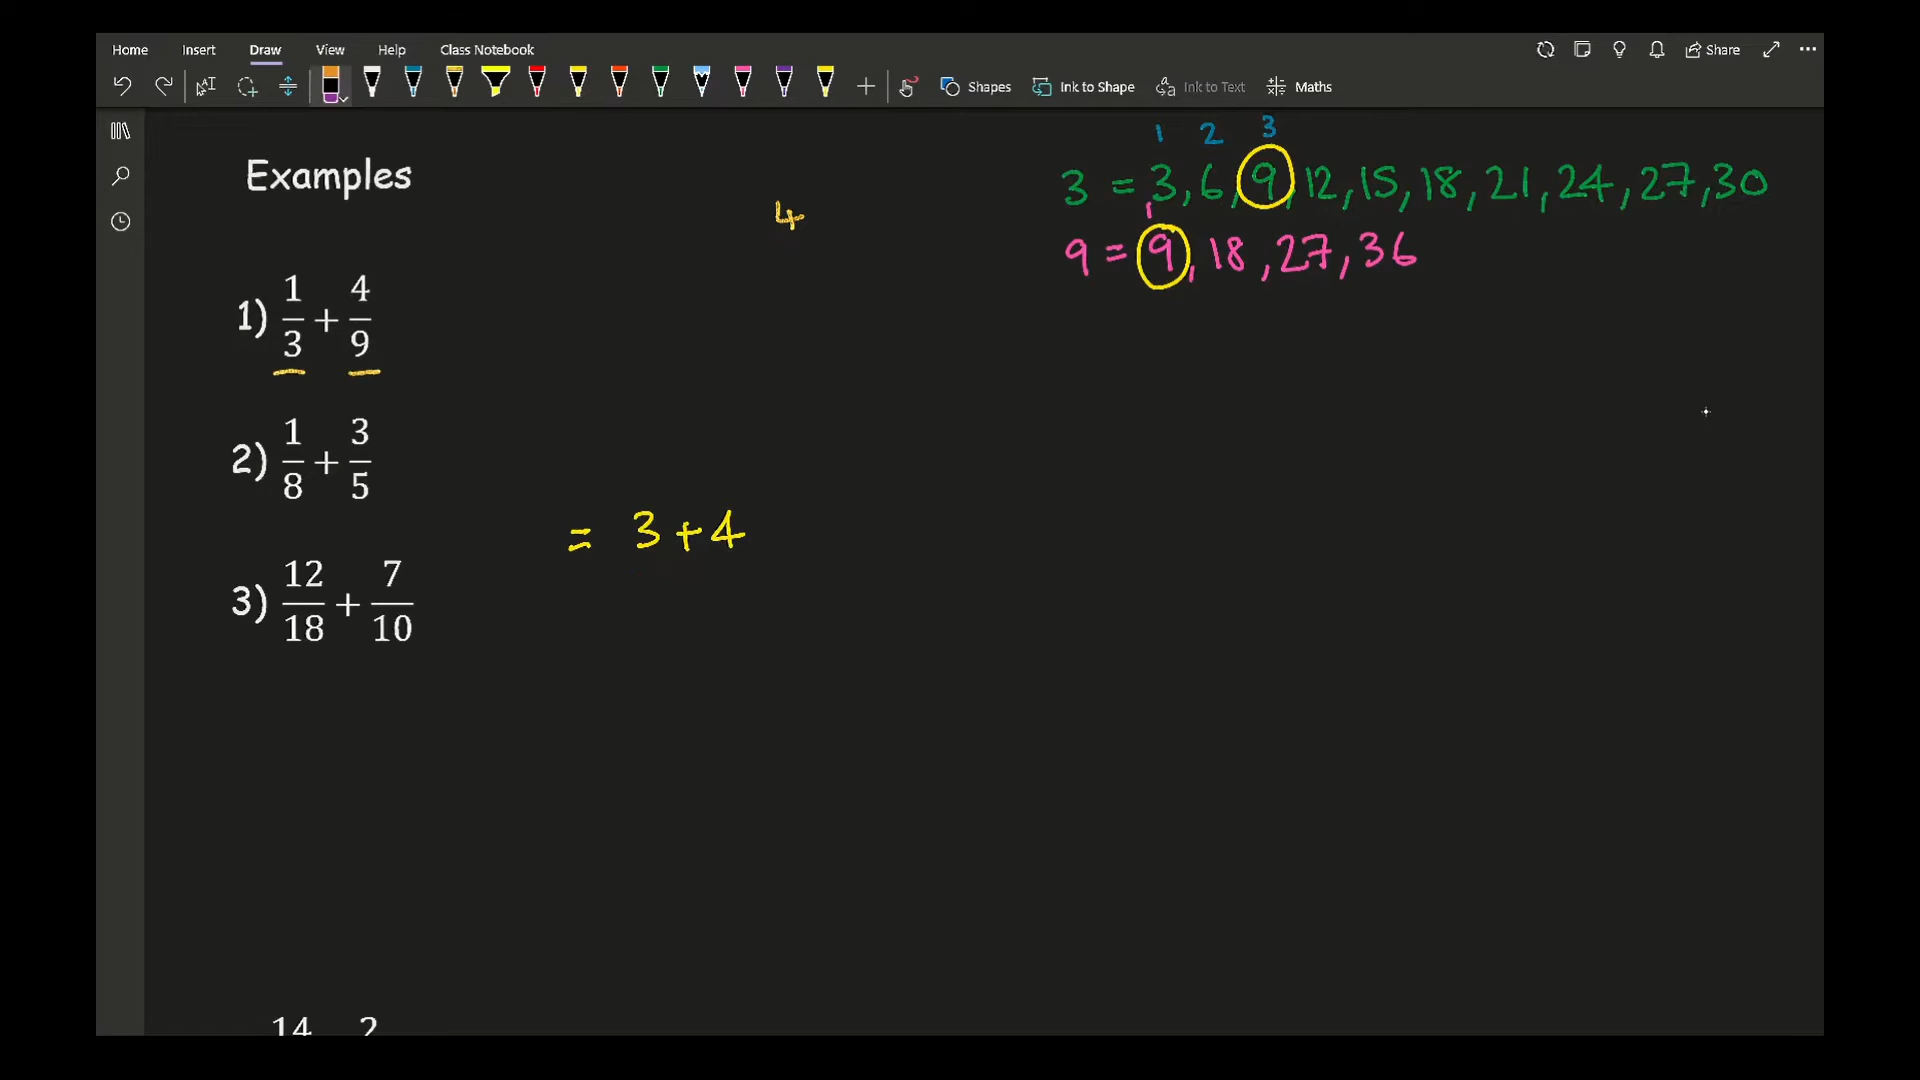 Home Insert Draw View Help Class Notebook Share
Shapes Ink to Shape Ink to Text Maths
1 2 3
Examples
3 = 3, 6, 9, 12, 15, 18, 21, 24, 27, 30
4
1
9 = 9, 18, 27, 36
1) 1/3 + 4/9
2) 1/8 + 3/5
= 3+4
3) 12/18 + 7/10
14 2